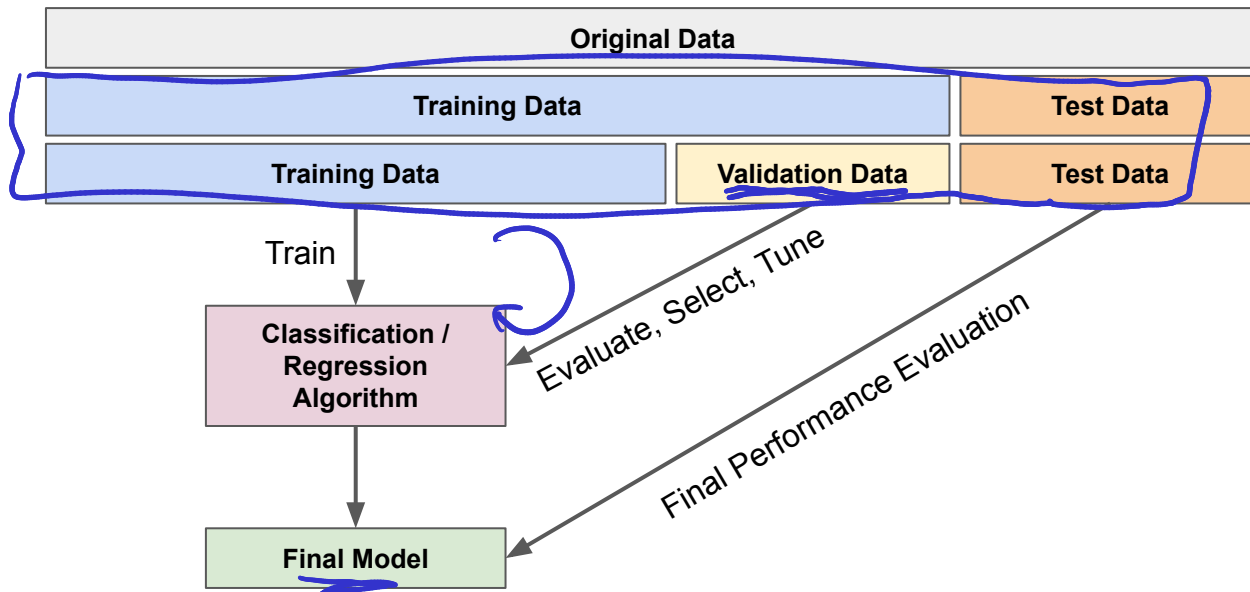 Original Data
Training Data
Test Data
Training Data
Validation Data
Test Data
Train
Evaluate, Select, Tune
Classification /
Regression
Algorithm
Final Performance Evaluation
Final Model